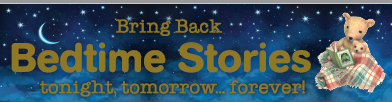 Bring Back
Bedtime Stories
tonight, tomorrow... forever!